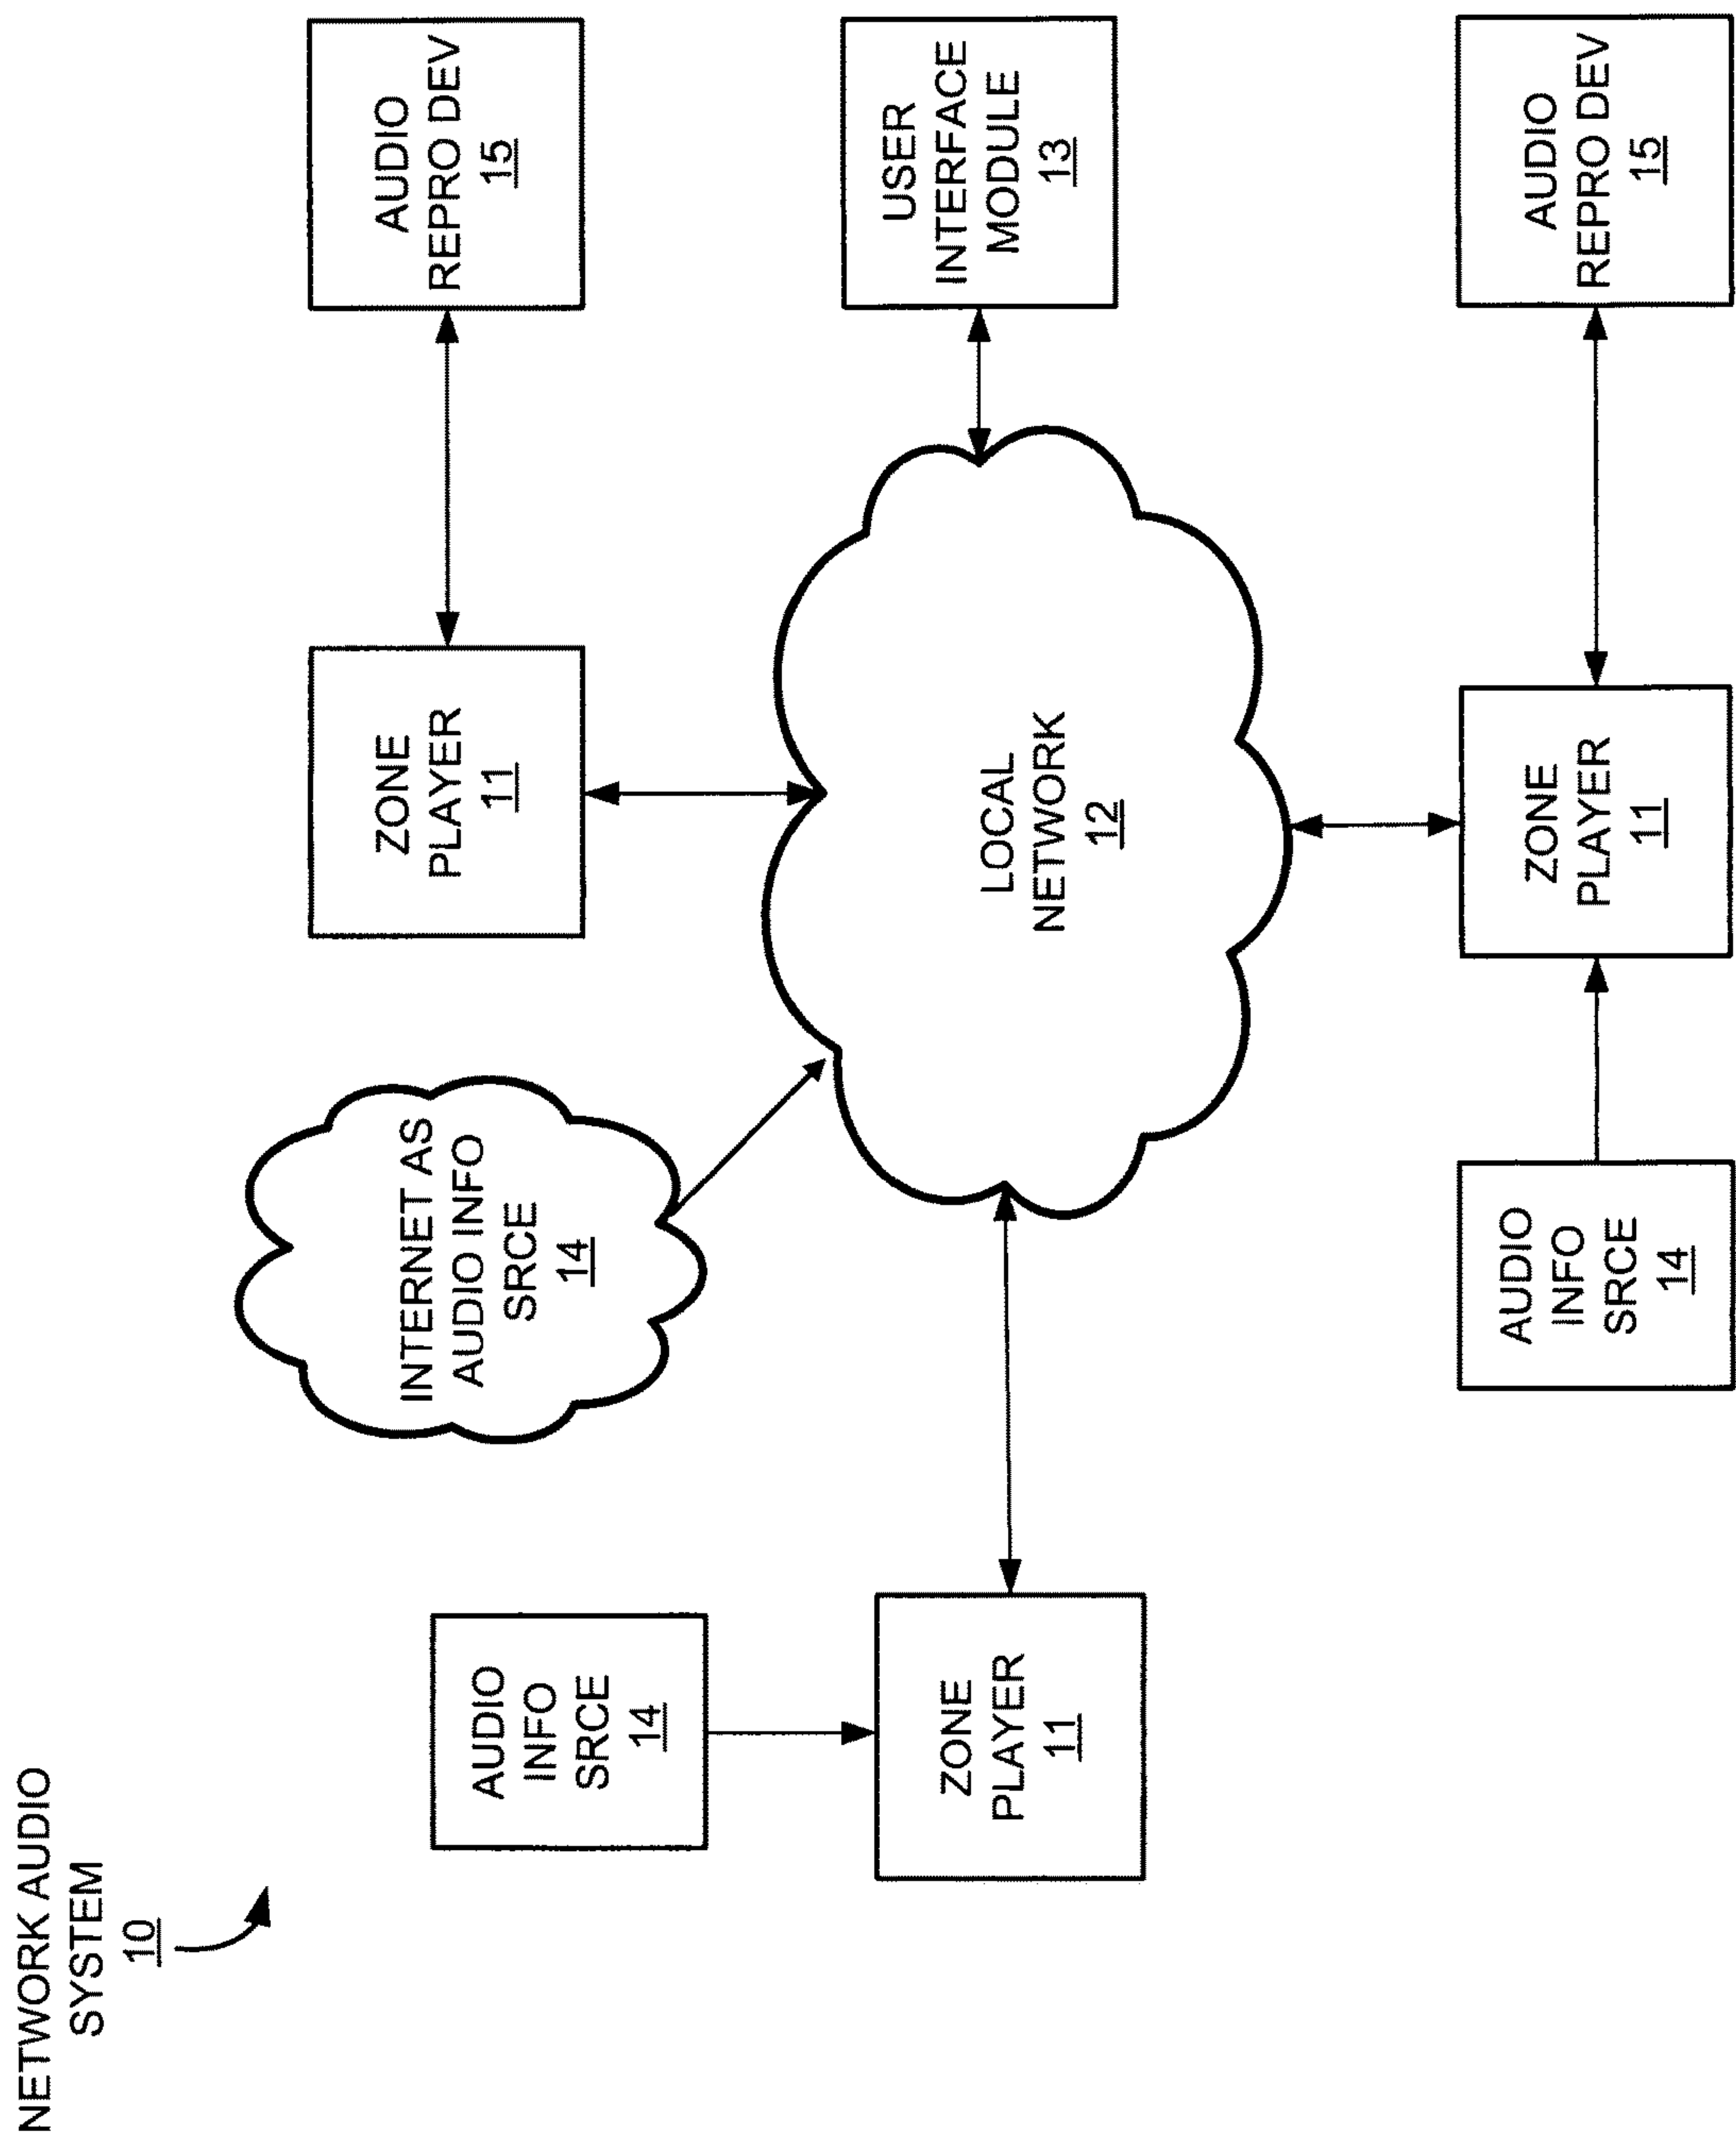 NETWORK AUDIO
SYSTEM
10
AUDIO
INFO
SRCE
14
INTERNET AS
AUDIO INFO
SRCE
14
ZONE
PLAYER
11
AUDIO
REPRO DEV
15
ZONE
PLAYER
11
LOCAL
NETWORK
12
USER
INTERFACE
MODULE
13
AUDIO
INFO
SRCE
14
ZONE
PLAYER
11
AUDIO
REPRO DEV
15